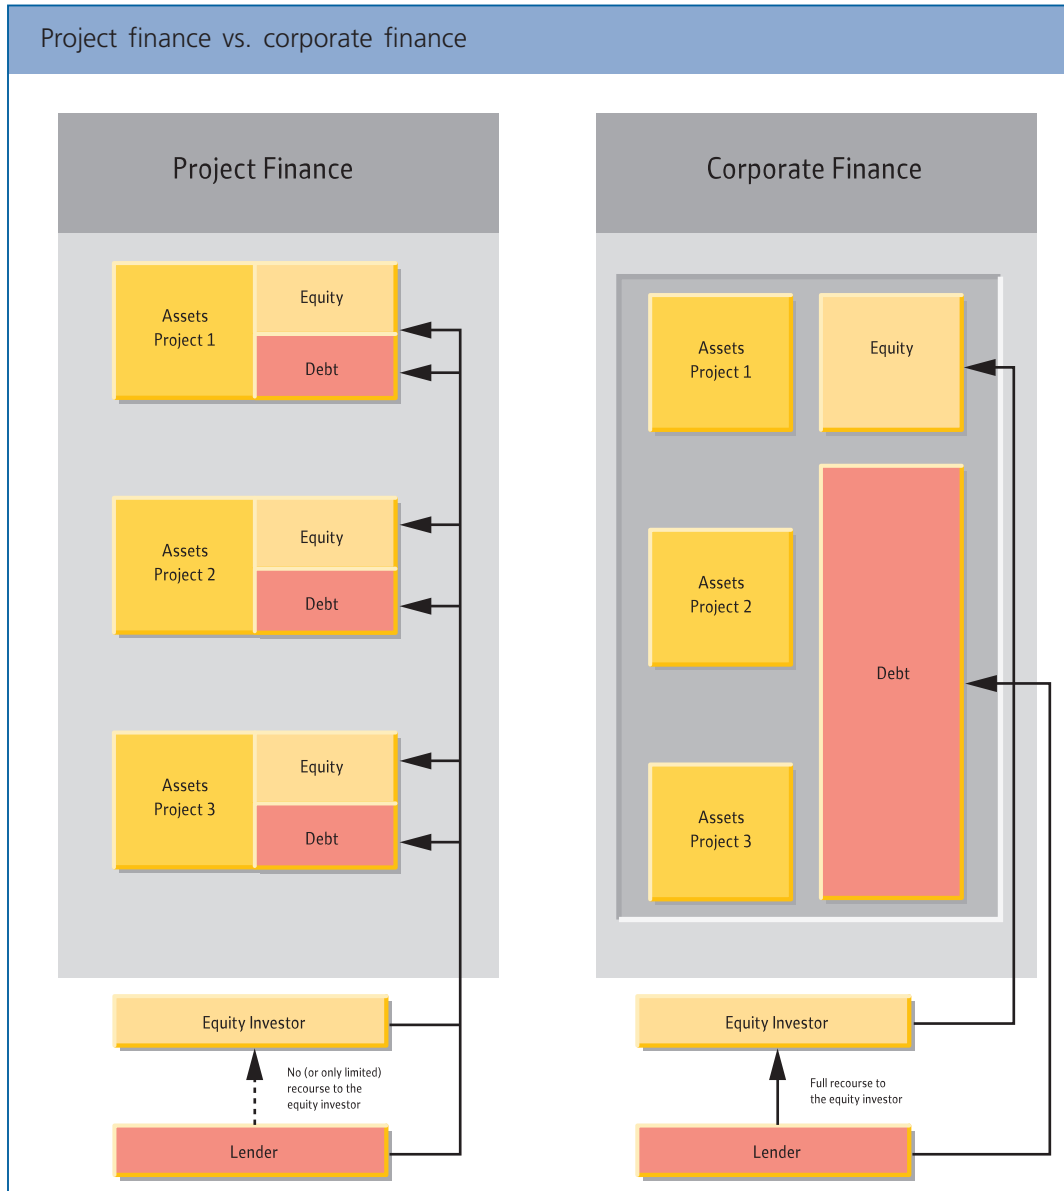 Project finance vs. corporate finance
Project Finance
Assets
Project 1
Equity
Debt
Assets
Project 2
Equity
Debt
Assets
Project 3
Equity
Debt
Equity Investor
No (or only limited)
recourse to the
equity investor
Lender
Corporate Finance
Assets
Project 1
Equity
Assets
Project 2
Debt
Assets
Project 3
Equity Investor
Full recourse to
the equity investor
Lender